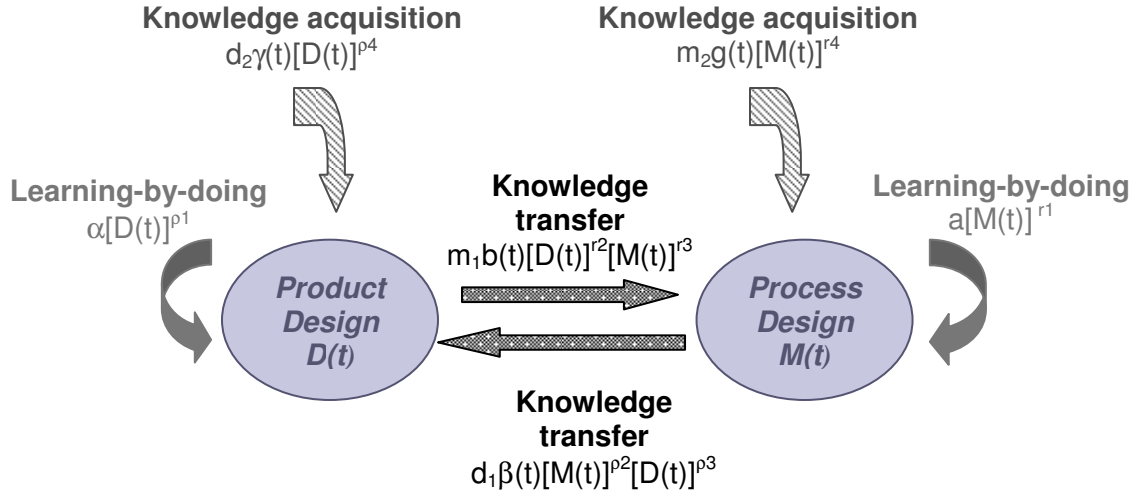 Knowledge acquisition
d₂γ(t)[D(t)]^ρ4
Knowledge acquisition
m₂g(t)[M(t)]^r4
Learning-by-doing
α[D(t)]^ρ1
Knowledge
transfer
m₁b(t)[D(t)]^r2[M(t)]^r3
Learning-by-doing
a[M(t)]^r1
Product
Design
D(t)
Process
Design
M(t)
Knowledge
transfer
d₁β(t)[M(t)]^ρ2[D(t)]^ρ3